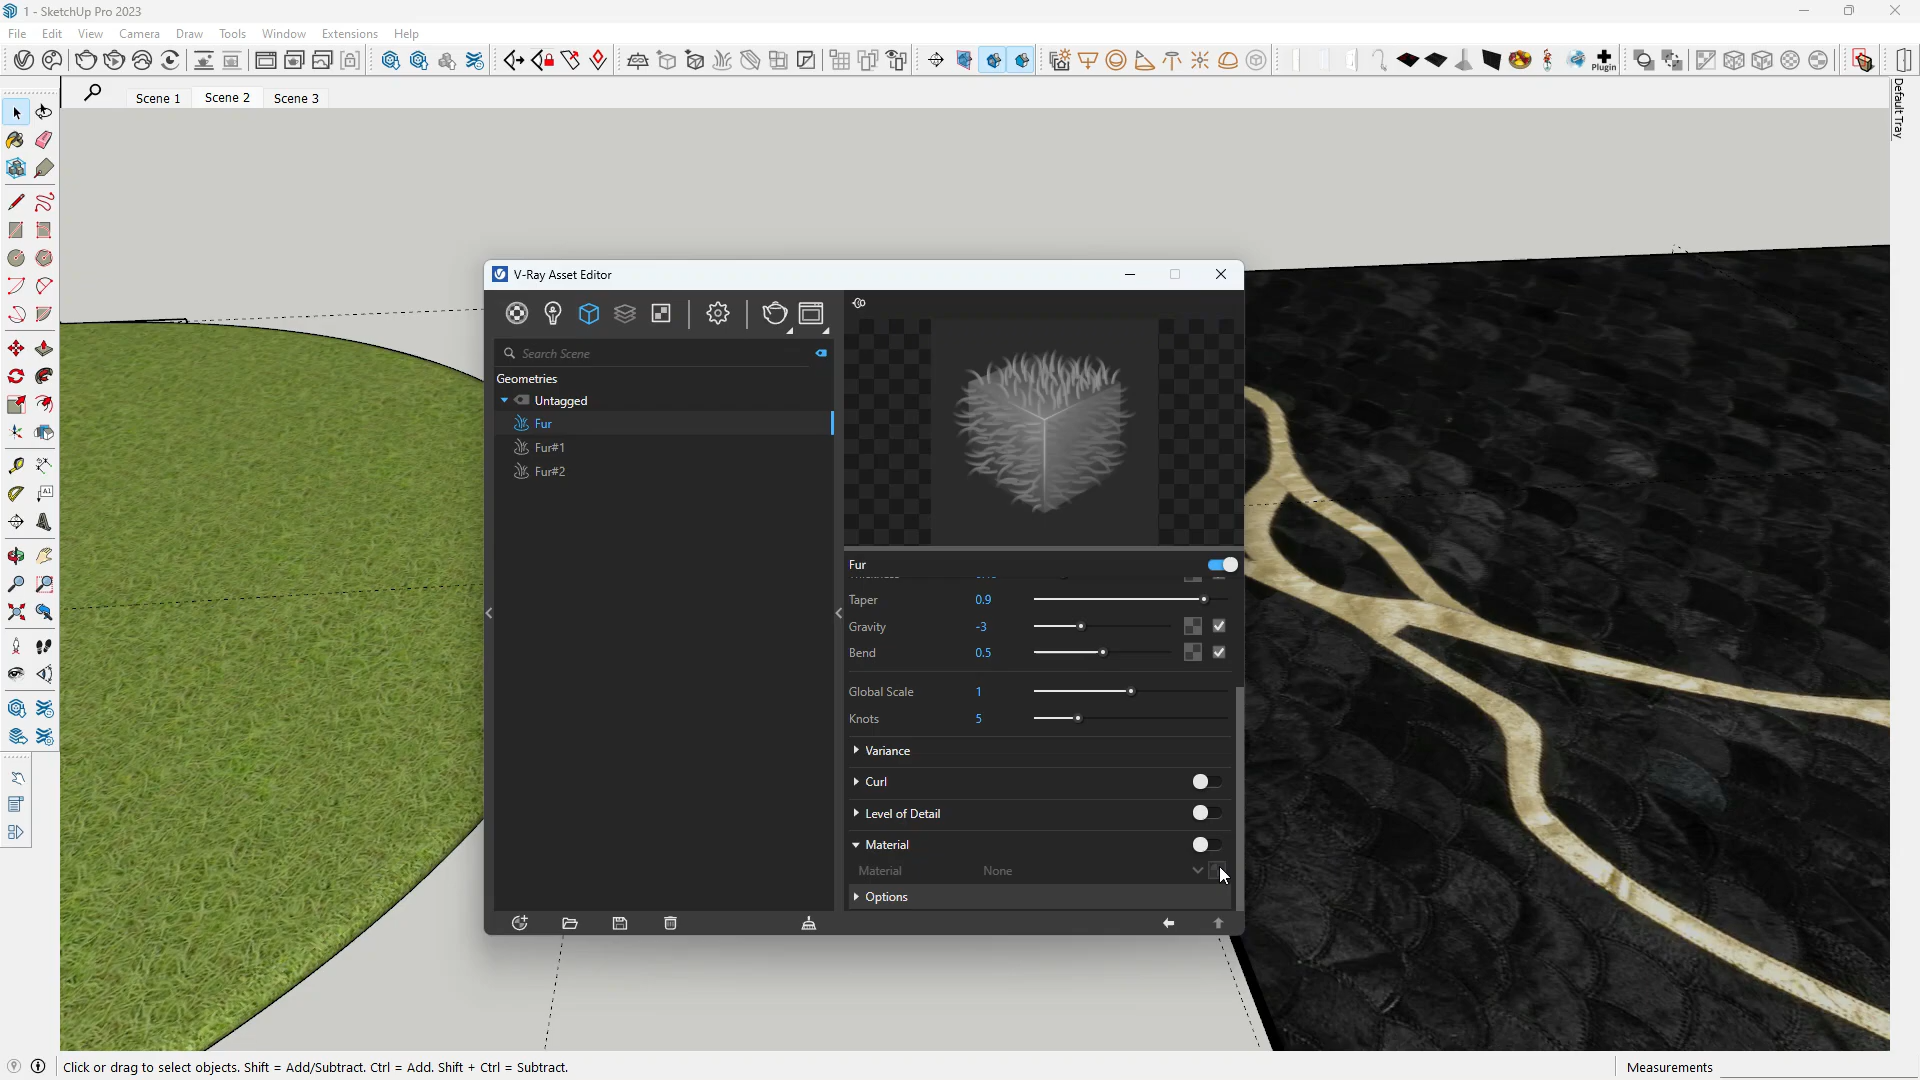 1 - SketchUp Pro 2023
File Edit View Camera Draw Tools Window Extensions Help
Plugin
Scene 1 Scene 2 Scene 3
Default Tray
V-Ray Asset Editor
Search Scene
Geometries
Untagged
Fur
Fur#1
Fur#2
Fur
Taper 0.9
Gravity -3
Bend 0.5
Global Scale 1
Knots 5
Variance
Curl
Level of Detail
Material
Material None
Options
Click or drag to select objects. Shift = Add/Subtract. Ctrl = Add. Shift + Ctrl = Subtract.
Measurements